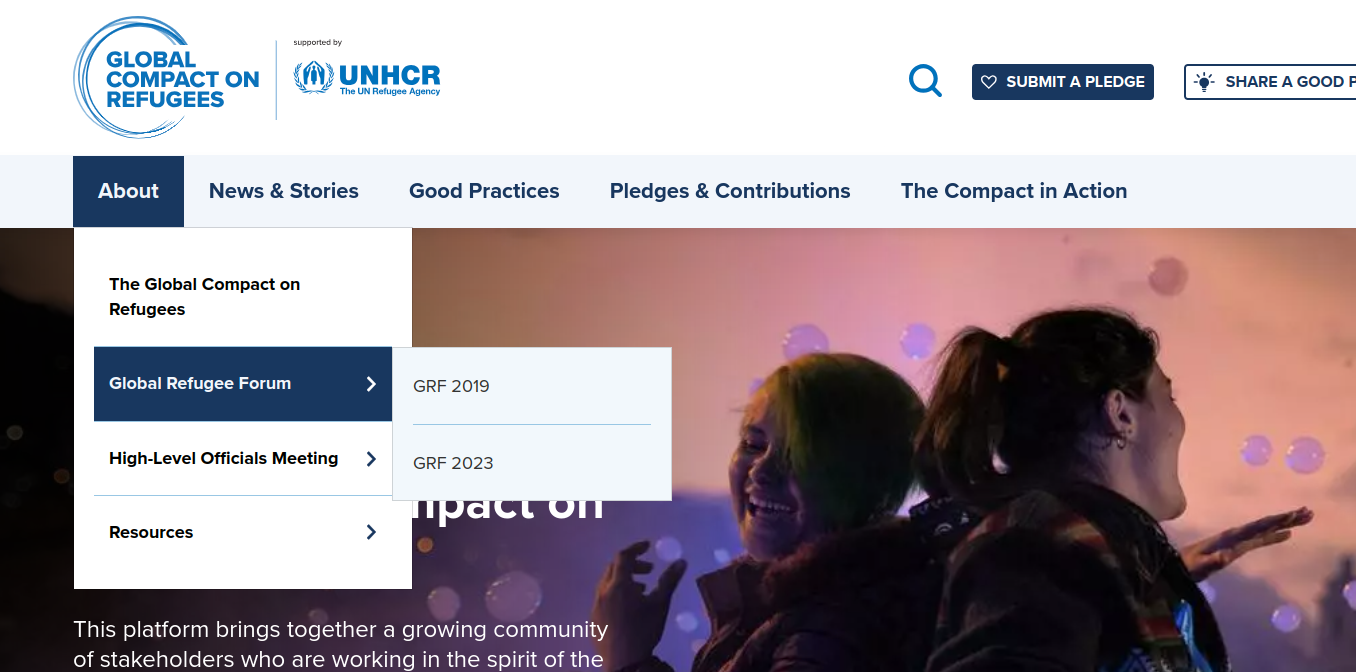 GLOBAL
COMPACT ON
REFUGEES
supported by
UNHCR
The UN Refugee Agency
SUBMIT A PLEDGE
SHARE A GOOD P
About
News & Stories
Good Practices
Pledges & Contributions
The Compact in Action
The Global Compact on
Refugees
Global Refugee Forum
GRF 2019
High-Level Officials Meeting
GRF 2023
Resources
mpact on
This platform brings together a growing community
of stakeholders who are working in the spirit of the